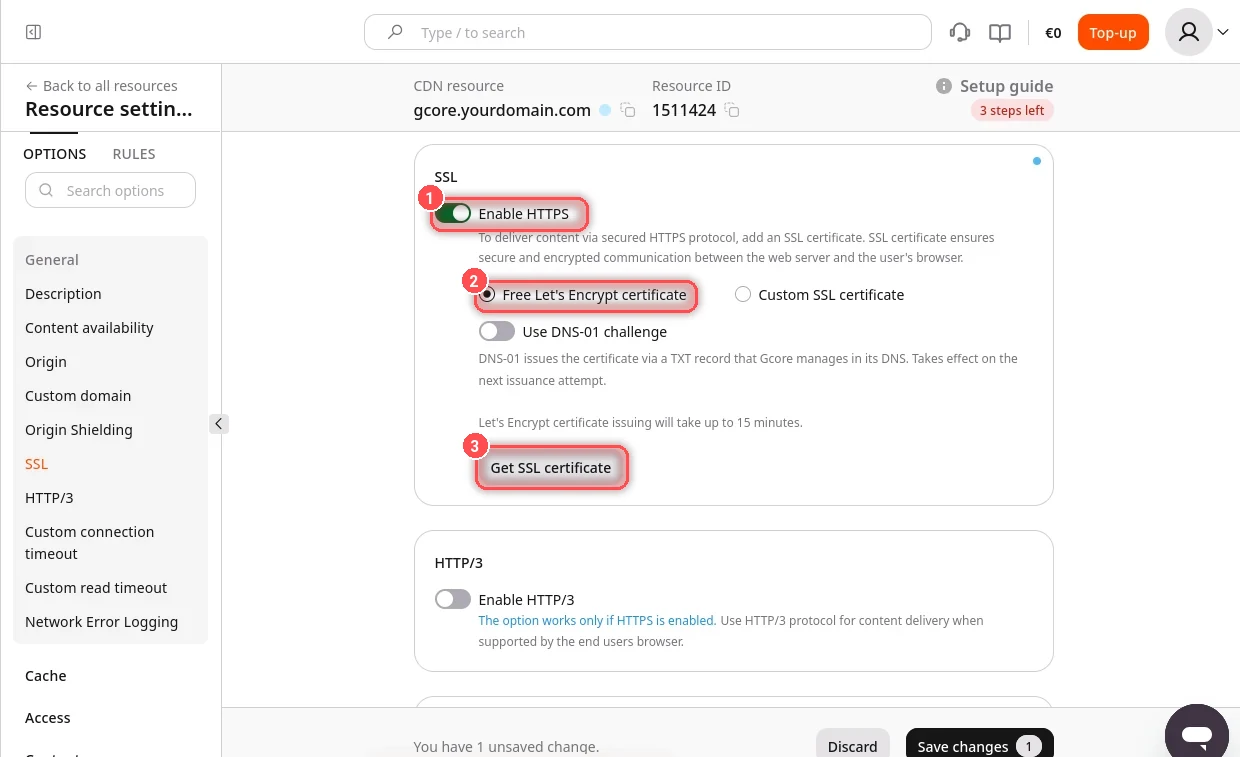 Type / to search
€0
Top-up
Back to all resources
Resource settin...
CDN resource
gcore.yourdomain.com
Resource ID
1511424
Setup guide
3 steps left
OPTIONS
RULES
Search options
General
Description
Content availability
Origin
Custom domain
Origin Shielding
SSL
HTTP/3
Custom connection
timeout
Custom read timeout
Network Error Logging
Cache
Access
SSL
1
Enable HTTPS
To deliver content via secured HTTPS protocol, add an SSL certificate. SSL certificate ensures
secure and encrypted communication between the web server and the user's browser.
2
Free Let's Encrypt certificate
Custom SSL certificate
Use DNS-01 challenge
DNS-01 issues the certificate via a TXT record that Gcore manages in its DNS. Takes effect on the
next issuance attempt.
Let's Encrypt certificate issuing will take up to 15 minutes.
3
Get SSL certificate
HTTP/3
Enable HTTP/3
The option works only if HTTPS is enabled. Use HTTP/3 protocol for content delivery when
supported by the end users browser.
You have 1 unsaved change.
Discard
Save changes 1